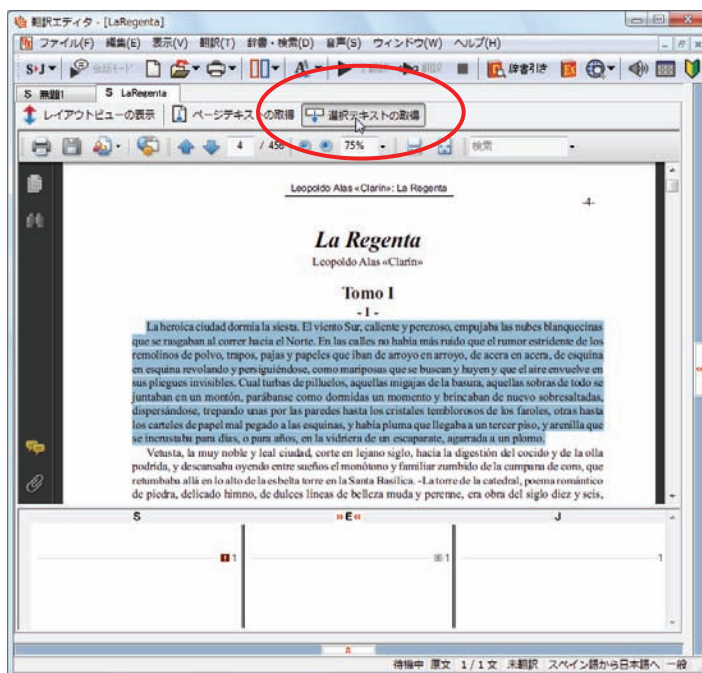 翻訳エディタ - [LaRegenta]
ファイル(F) 編集(E) 表示(V) 翻訳(T) 辞書・検索(D) 音声(S) ウィンドウ(W) ヘルプ(H)
S›J 会話モード 翻訳 辞書引き
S 無題1 S LaRegenta
レイアウトビューの表示 ページテキストの取得 選択テキストの取得
4 / 456 75% 検索
Leopoldo Alas «Clarín»: La Regenta
-4-
La Regenta
Leopoldo Alas «Clarín»
Tomo I
- I -
La heroica ciudad dormía la siesta. El viento Sur, caliente y perezoso, empujaba las nubes blanquecinas
que se rasgaban al correr hacia el Norte. En las calles no había más ruido que el rumor estridente de los
remolinos de polvo, trapos, pajas y papeles que iban de arroyo en arroyo, de acera en acera, de esquina
en esquina revolando y persiguiéndose, como mariposas que se buscan y huyen y que el aire envuelve en
sus pliegues invisibles. Cual turbas de pilluelos, aquellas migajas de la basura, aquellas sobras de todo se
juntaban en un montón, parábanse como dormidas un momento y brincaban de nuevo sobresaltadas,
dispersándose, trepando unas por las paredes hasta los cristales temblorosos de los faroles, otras hasta
los carteles de papel mal pegado a las esquinas, y había pluma que llegaba a un tercer piso, y arenilla que
se incrustaba para días, o para años, en la vidriera de un escaparate, agarrada a un plomo.
Vetusta, la muy noble y leal ciudad, corte en lejano siglo, hacía la digestión del cocido y de la olla
podrida, y descansaba oyendo entre sueños el monótono y familiar zumbido de la campana de coro, que
retumbaba allá en lo alto de la esbelta torre en la Santa Basílica. -La torre de la catedral, poema romántico
de piedra, delicado himno, de dulces líneas de belleza muda y perenne, era obra del siglo diez y seis,
S »E« J
1 1 1
待機中 原文 1/1文 未翻訳 スペイン語から日本語へ 一般